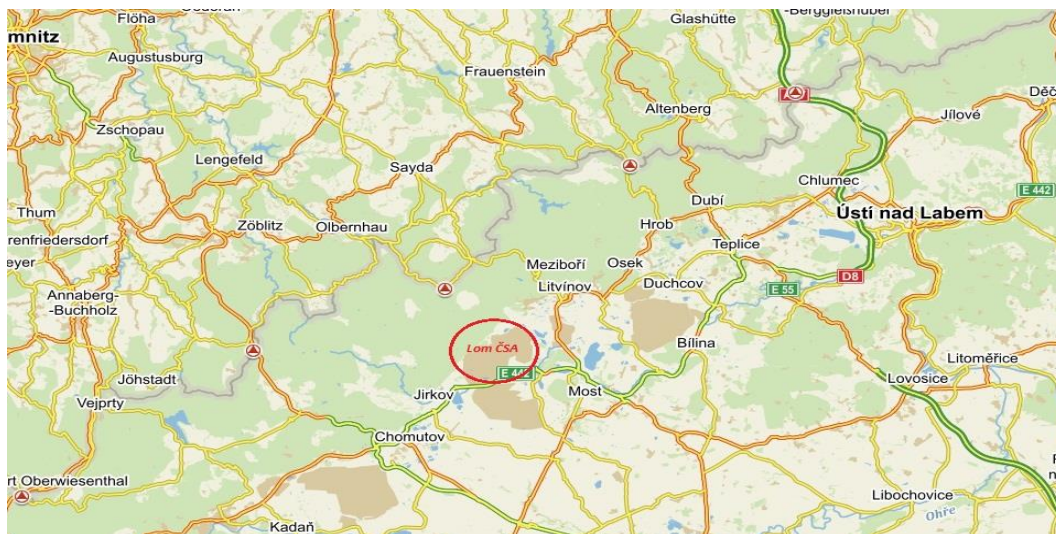 Flöha
Glashütte
mnitz
Augustusburg
Frauenstein
Altenberg
Jílové
Zschopau
Lengefeld
Sayda
Chlumec
E 442
Thum
Zöblitz
Olbernhau
Dubí
Ústí nad Labem
Hrob
renfriedersdorf
Teplice
eyer
Meziboří
Osek
D8
Annaberg-
-Buchholz
Litvínov
Duchcov
E 55
Lom ČSA
Bílina
Litoměřice
Jöhstadt
E 442
Lovosice
Jirkov
Most
Vejprty
Chomutov
rt Oberwiesenthal
Libochovice
Ohře
Kadaň